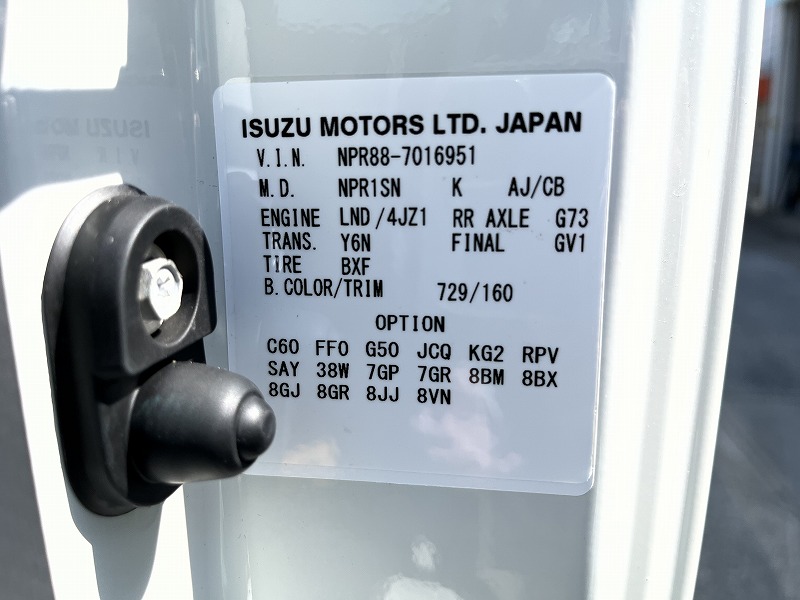 ISUZU MOTORS LTD. JAPAN
V.I.N. NPR88-7016951
M.D. NPR1SN K AJ/CB
ENGINE LND/4JZ1 RR AXLE G73
TRANS. Y6N FINAL GV1
TIRE BXF
B.COLOR/TRIM 729/160
OPTION
C60 FF0 G50 JCQ KG2 RPV
SAY 38W 7GP 7GR 8BM 8BX
8GJ 8GR 8JJ 8VN